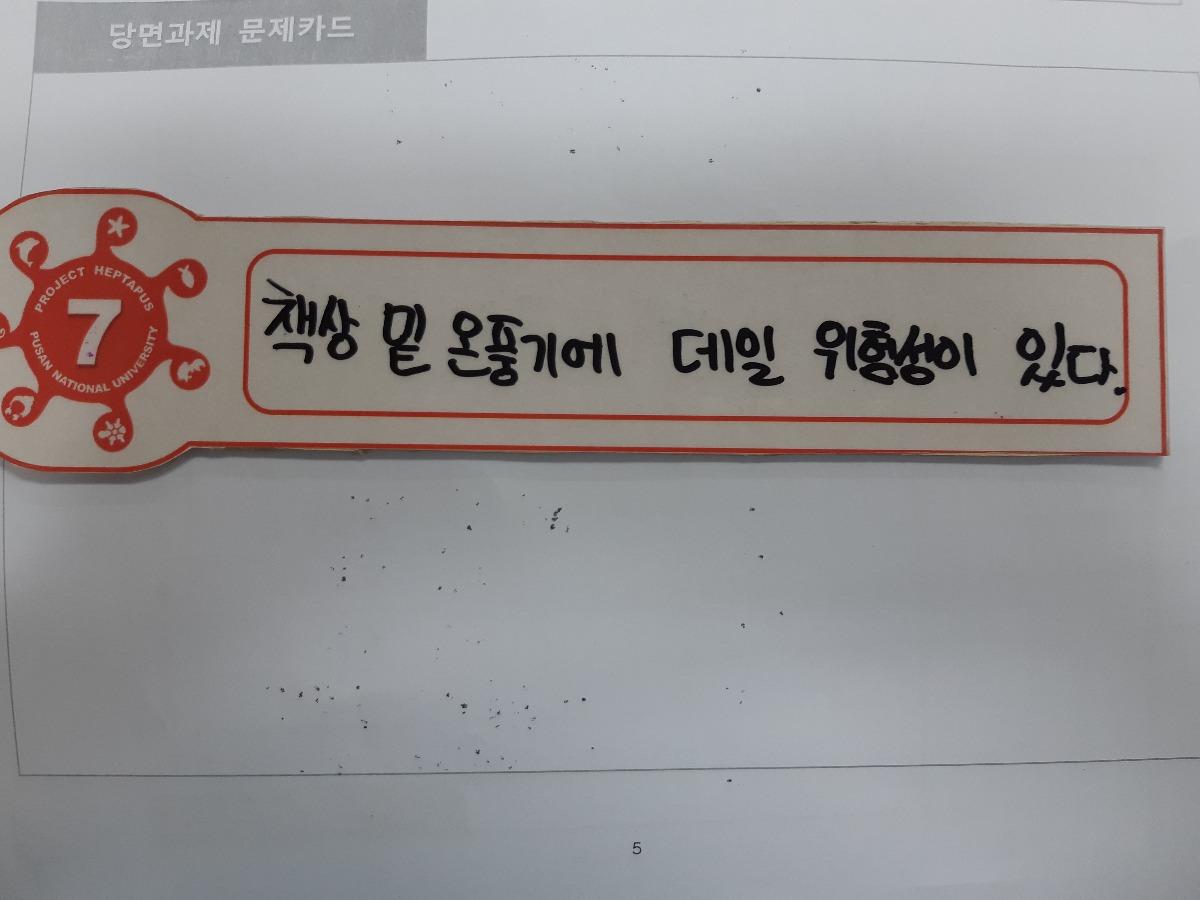 당면과제 문제카드
PROJECT HEPTAPUS
7
PUSAN NATIONAL UNIVERSITY
책상 밑 온풍기에 데일 위형성이 있다.
5